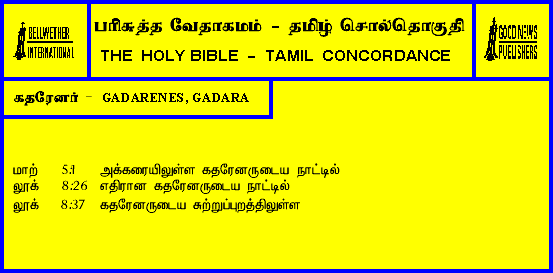 BELLWETHER
INTERNATIONAL
பரிசுத்த வேதாகமம் - தமிழ் சொல்தொகுதி
THE HOLY BIBLE - TAMIL CONCORDANCE
GOOD NEWS
PUBLISHERS
கதரேனர் - GADARENES, GADARA
மாற் 5:1 அக்கரையிலுள்ள கதரேனருடைய நாட்டில்
லூக் 8:26 எதிரான கதரேனருடைய நாட்டில்
லூக் 8:37 கதரேனருடைய சுற்றுப்புறத்திலுள்ள